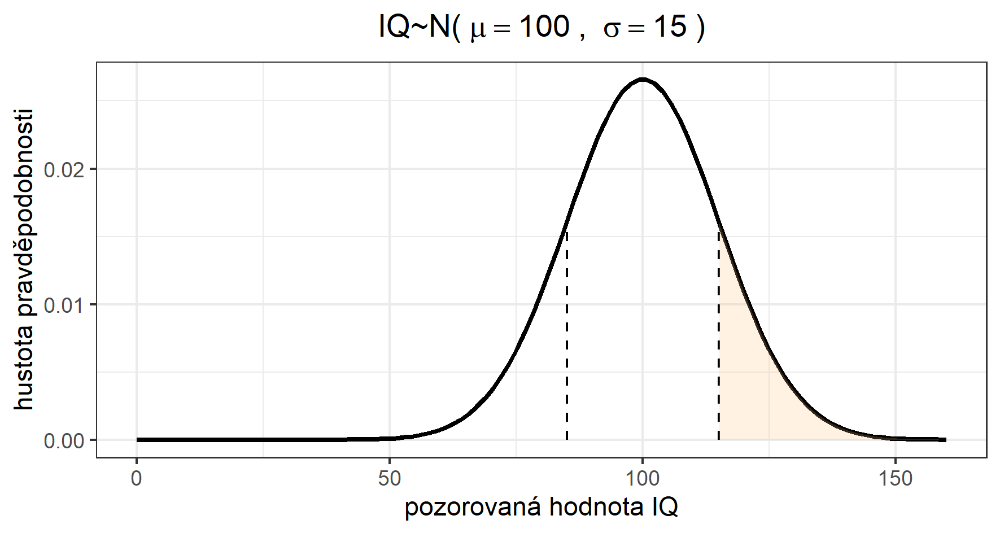 IQ~N( μ = 100 , σ = 15 )
hustota pravděpodobnosti
0.02
0.01
0.00
0
50
100
150
pozorovaná hodnota IQ